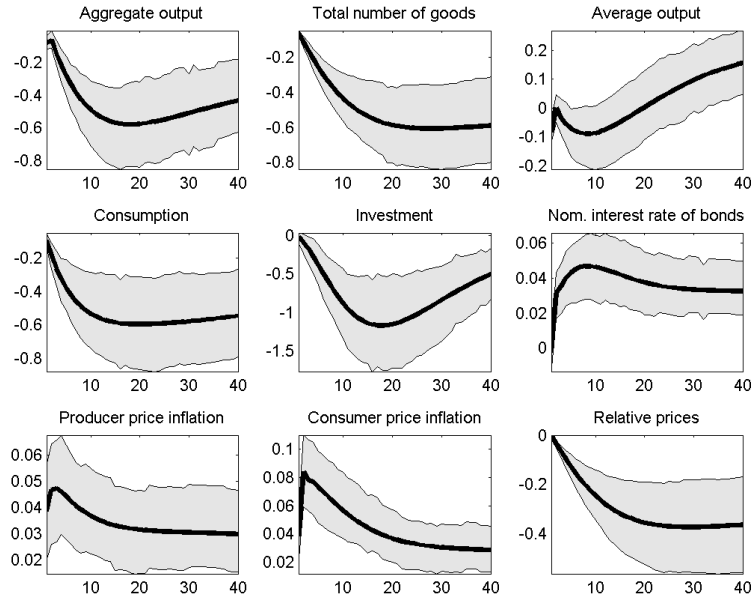 Aggregate output
Total number of goods
Average output
-0.2
-0.4
-0.6
-0.8
10 20 30 40
-0.2
-0.4
-0.6
-0.8
10 20 30 40
0.2
0.1
0
-0.1
-0.2
10 20 30 40
Consumption
Investment
Nom. interest rate of bonds
-0.2
-0.4
-0.6
-0.8
10 20 30 40
0
-0.5
-1
-1.5
10 20 30 40
0.06
0.04
0.02
0
10 20 30 40
Producer price inflation
Consumer price inflation
Relative prices
0.06
0.05
0.04
0.03
0.02
10 20 30 40
0.1
0.08
0.06
0.04
0.02
10 20 30 40
0
-0.2
-0.4
10 20 30 40